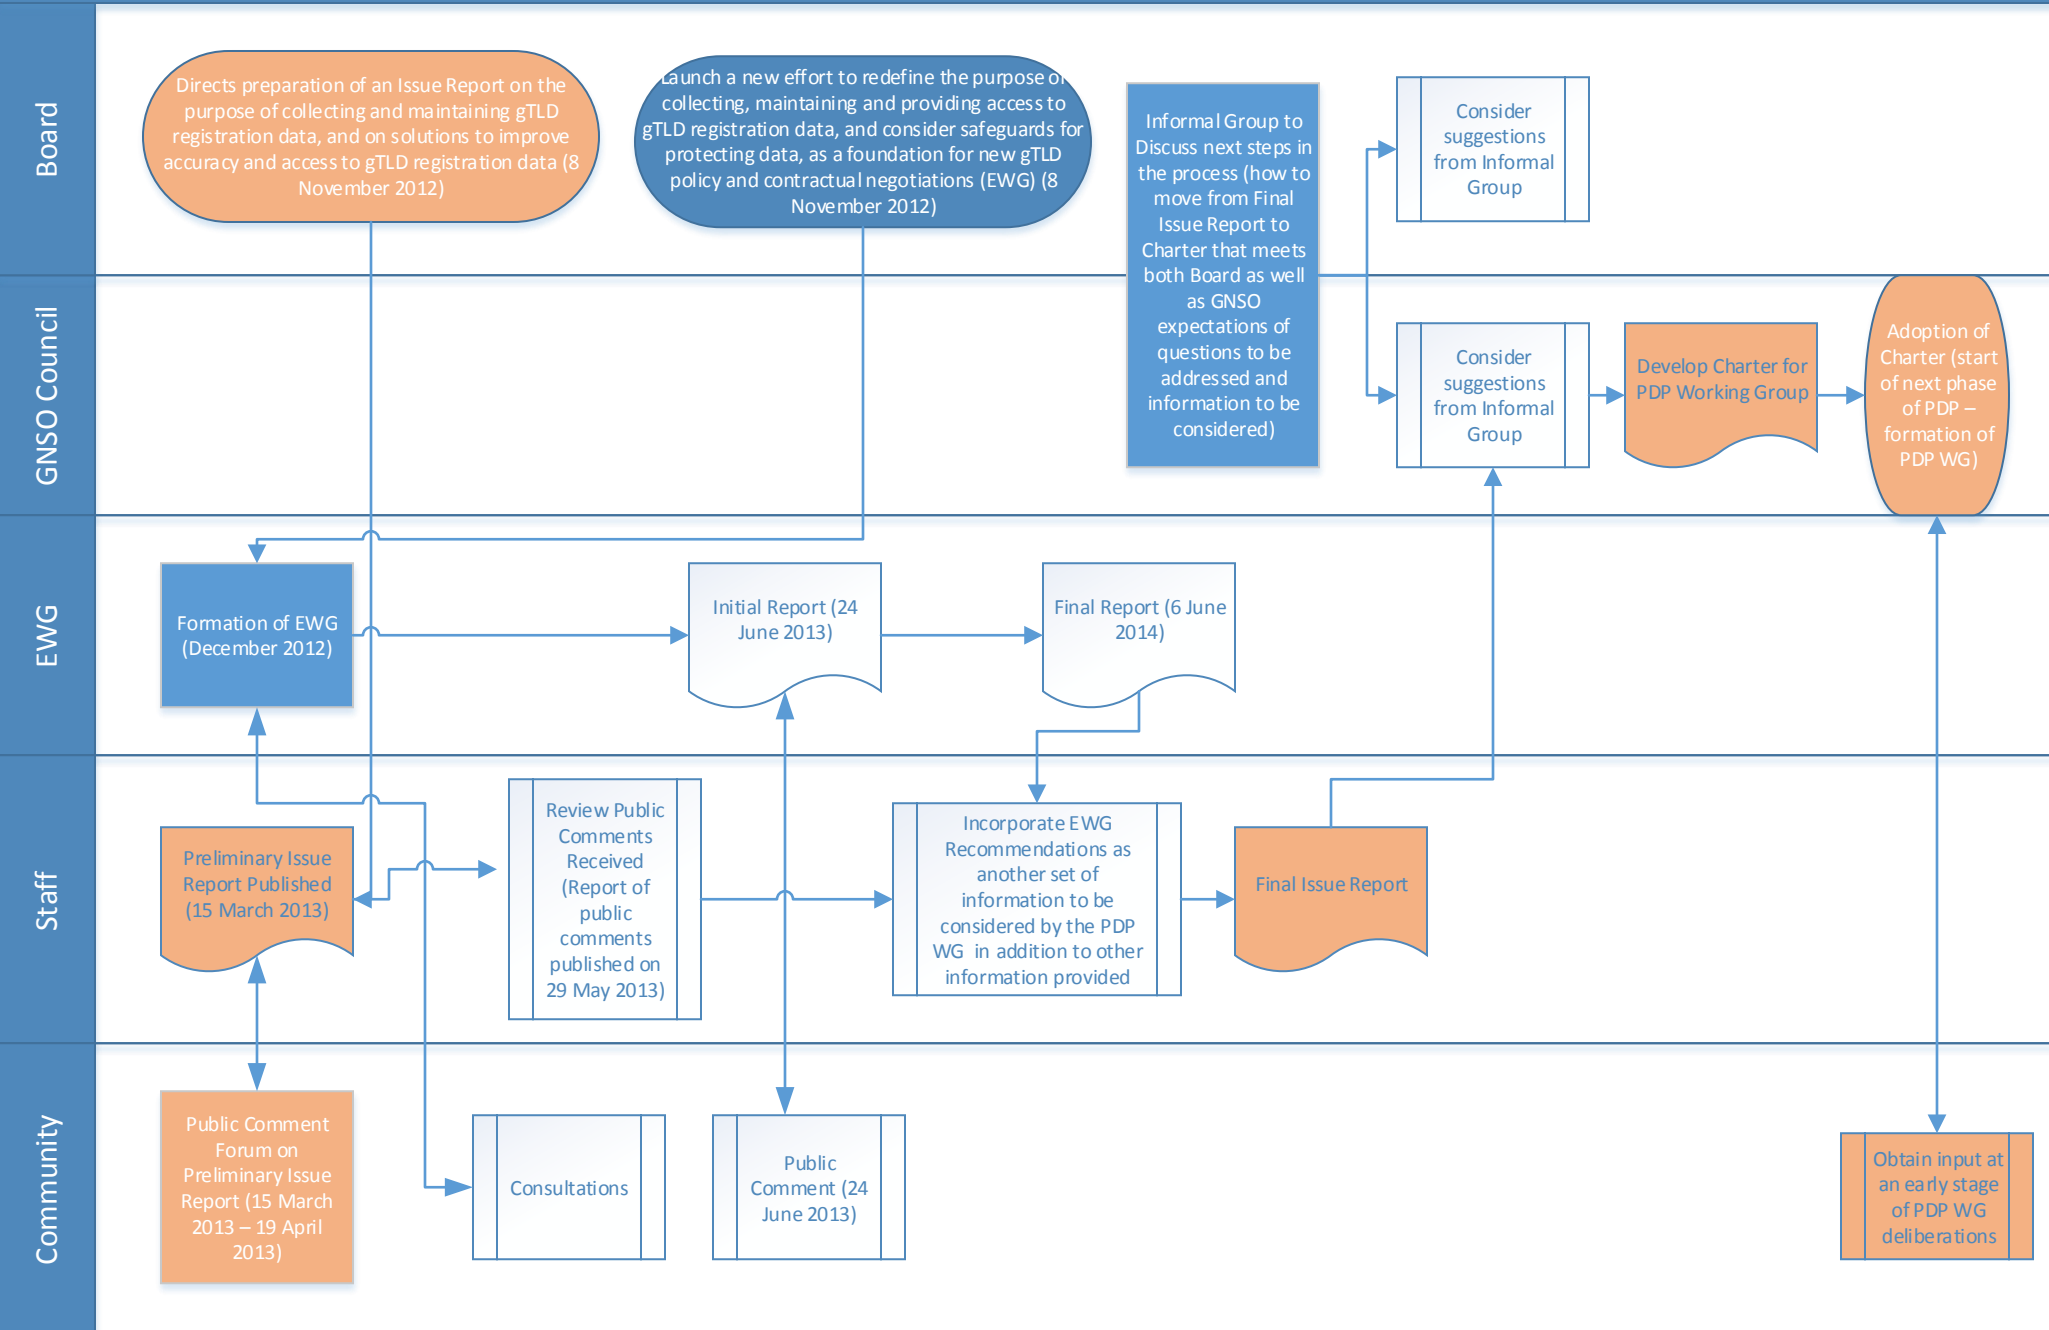 Board
Directs preparation of an Issue Report on the
purpose of collecting and maintaining gTLD
registration data, and on solutions to improve
accuracy and access to gTLD registration data (8
November 2012)
Launch a new effort to redefine the purpose of
collecting, maintaining and providing access to
gTLD registration data, and consider safeguards for
protecting data, as a foundation for new gTLD
policy and contractual negotiations (EWG) (8
November 2012)
Informal Group to
Discuss next steps in
the process (how to
move from Final
Issue Report to
Charter that meets
both Board as well
as GNSO
expectations of
questions to be
addressed and
information to be
considered)
Consider
suggestions
from Informal
Group
GNSO Council
Consider
suggestions
from Informal
Group
Develop Charter for
PDP Working Group
Adoption of
Charter (start
of next phase
of PDP –
formation of
PDP WG)
EWG
Formation of EWG
(December 2012)
Initial Report (24
June 2013)
Final Report (6 June
2014)
Staff
Preliminary Issue
Report Published
(15 March 2013)
Review Public
Comments
Received
(Report of
public
comments
published on
29 May 2013)
Incorporate EWG
Recommendations as
another set of
information to be
considered by the PDP
WG in addition to other
information provided
Final Issue Report
Community
Public Comment
Forum on
Preliminary Issue
Report (15 March
2013 – 19 April
2013)
Consultations
Public
Comment (24
June 2013)
Obtain input at
an early stage
of PDP WG
deliberations